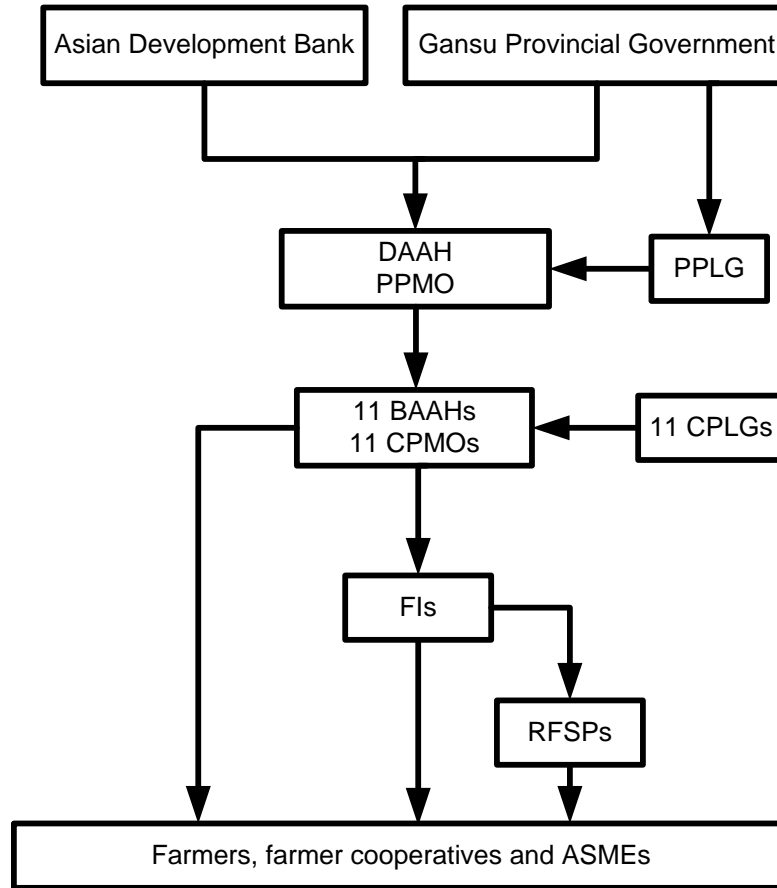 Asian Development Bank
Gansu Provincial Government
DAAH
PPMO
PPLG
11 BAAHs
11 CPMOs
11 CPLGs
FIs
RFSPs
Farmers, farmer cooperatives and ASMEs